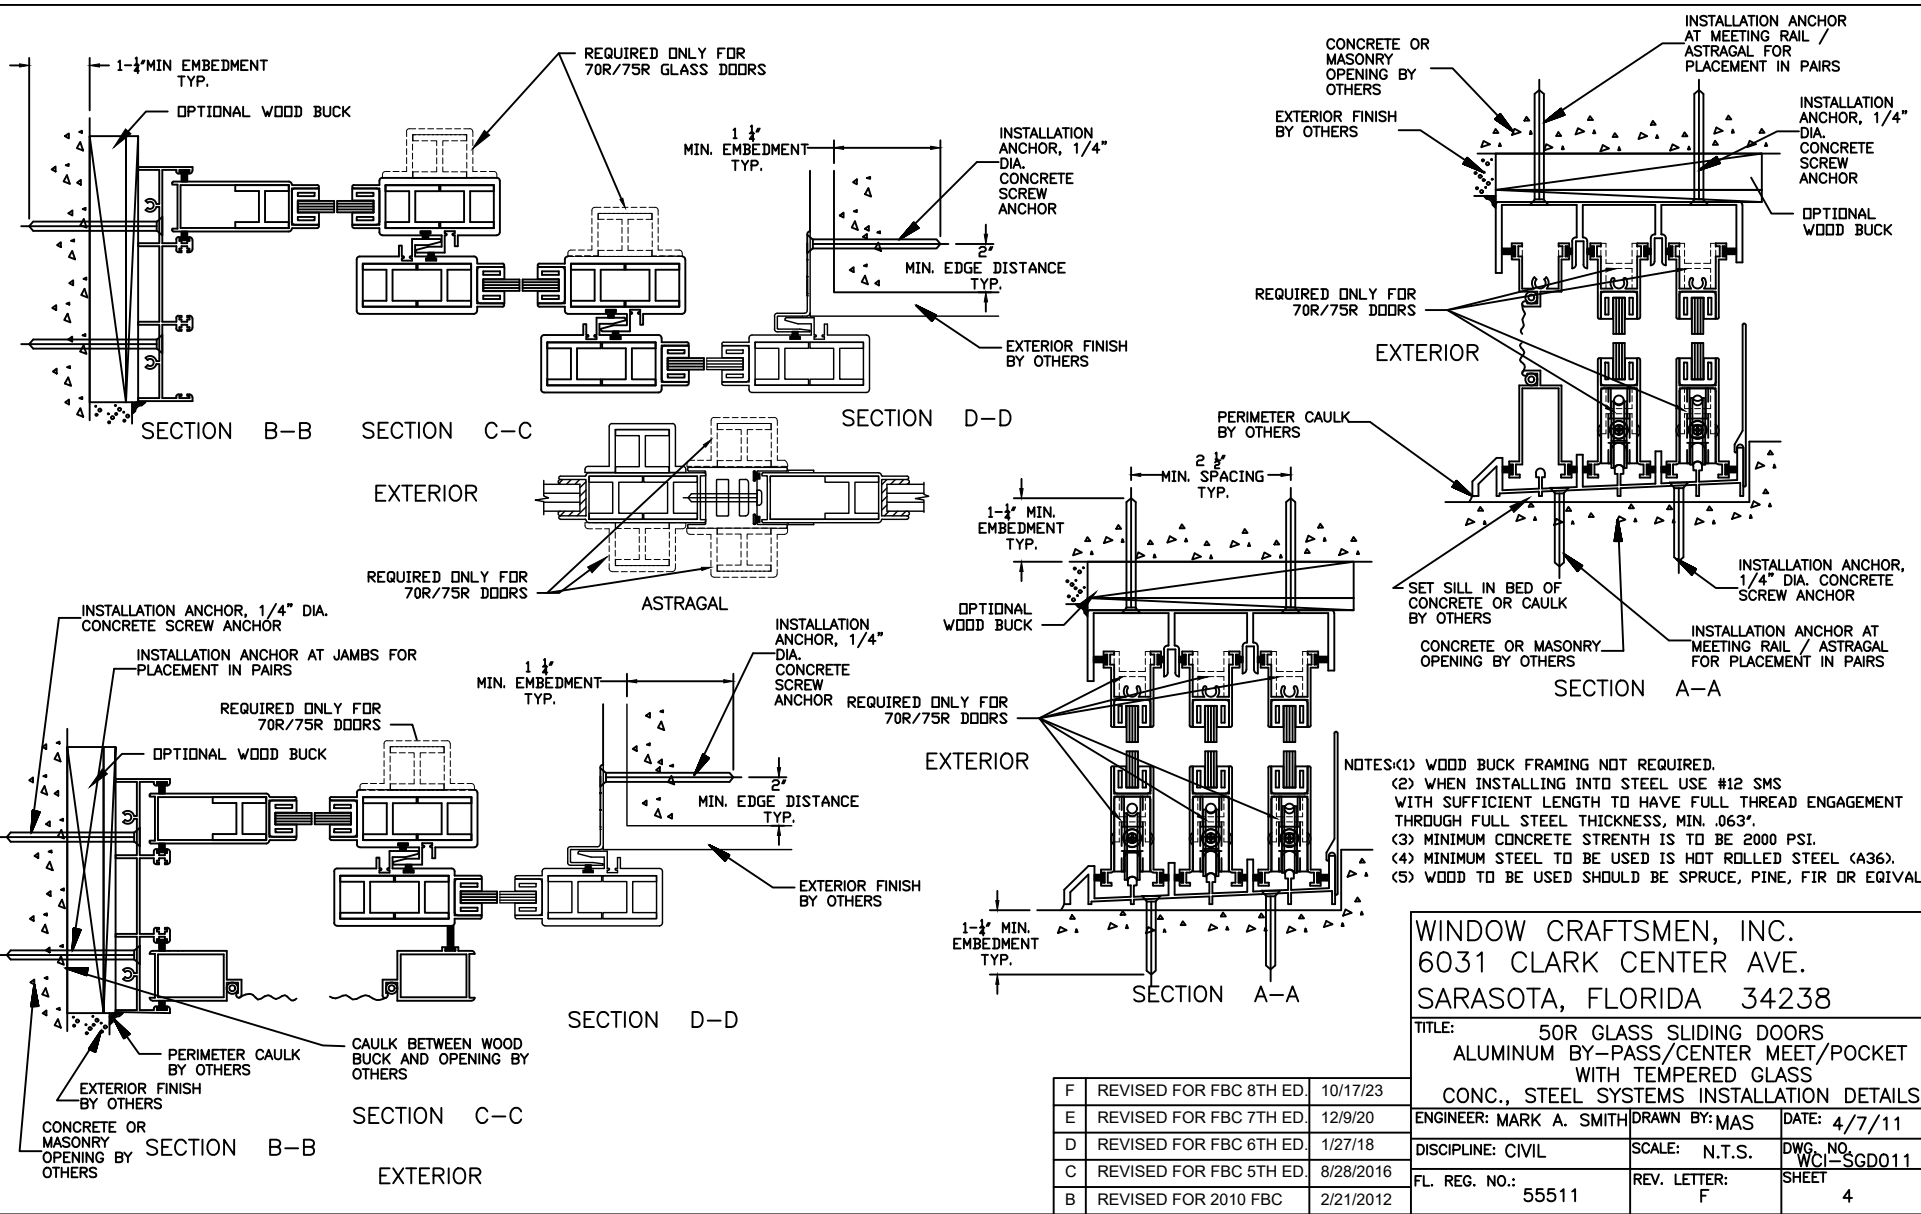 1-1/4" MIN EMBEDMENT
TYP.
OPTIONAL WOOD BUCK
REQUIRED ONLY FOR
70R/75R GLASS DOORS
1 1/4"
MIN. EMBEDMENT
TYP.
INSTALLATION
ANCHOR, 1/4"
DIA.
CONCRETE
SCREW
ANCHOR
2"
MIN. EDGE DISTANCE
TYP.
EXTERIOR FINISH
BY OTHERS
SECTION B-B
SECTION C-C
SECTION D-D
EXTERIOR
REQUIRED ONLY FOR
70R/75R DOORS
ASTRAGAL
CONCRETE OR
MASONRY
OPENING BY
OTHERS
INSTALLATION ANCHOR
AT MEETING RAIL /
ASTRAGAL FOR
PLACEMENT IN PAIRS
EXTERIOR FINISH
BY OTHERS
INSTALLATION
ANCHOR, 1/4"
DIA.
CONCRETE
SCREW
ANCHOR
OPTIONAL
WOOD BUCK
REQUIRED ONLY FOR
70R/75R DOORS
EXTERIOR
PERIMETER CAULK
BY OTHERS
SET SILL IN BED OF
CONCRETE OR CAULK
BY OTHERS
CONCRETE OR MASONRY
OPENING BY OTHERS
INSTALLATION ANCHOR,
1/4" DIA. CONCRETE
SCREW ANCHOR
INSTALLATION ANCHOR AT
MEETING RAIL / ASTRAGAL
FOR PLACEMENT IN PAIRS
SECTION A-A
2 1/2"
MIN. SPACING
TYP.
1-1/4" MIN.
EMBEDMENT
TYP.
OPTIONAL
WOOD BUCK
REQUIRED ONLY FOR
70R/75R DOORS
EXTERIOR
1-1/4" MIN.
EMBEDMENT
TYP.
SECTION A-A
INSTALLATION ANCHOR, 1/4" DIA.
CONCRETE SCREW ANCHOR
INSTALLATION ANCHOR AT JAMBS FOR
PLACEMENT IN PAIRS
REQUIRED ONLY FOR
70R/75R DOORS
OPTIONAL WOOD BUCK
1 1/4"
MIN. EMBEDMENT
TYP.
INSTALLATION
ANCHOR, 1/4"
DIA.
CONCRETE
SCREW
ANCHOR
2"
MIN. EDGE DISTANCE
TYP.
EXTERIOR FINISH
BY OTHERS
SECTION D-D
PERIMETER CAULK
BY OTHERS
CAULK BETWEEN WOOD
BUCK AND OPENING BY
OTHERS
EXTERIOR FINISH
BY OTHERS
CONCRETE OR
MASONRY
OPENING BY
OTHERS
SECTION B-B
SECTION C-C
EXTERIOR
NOTES:(1) WOOD BUCK FRAMING NOT REQUIRED.
(2) WHEN INSTALLING INTO STEEL USE #12 SMS
WITH SUFFICIENT LENGTH TO HAVE FULL THREAD ENGAGEMENT
THROUGH FULL STEEL THICKNESS, MIN. .063".
(3) MINIMUM CONCRETE STRENTH IS TO BE 2000 PSI.
(4) MINIMUM STEEL TO BE USED IS HOT ROLLED STEEL (A36).
(5) WOOD TO BE USED SHOULD BE SPRUCE, PINE, FIR OR EQIVAL
WINDOW CRAFTSMEN, INC.
6031 CLARK CENTER AVE.
SARASOTA, FLORIDA 34238
TITLE: 50R GLASS SLIDING DOORS
ALUMINUM BY-PASS/CENTER MEET/POCKET
WITH TEMPERED GLASS
CONC., STEEL SYSTEMS INSTALLATION DETAILS
ENGINEER: MARK A. SMITH DRAWN BY: MAS DATE: 4/7/11
DISCIPLINE: CIVIL SCALE: N.T.S. DWG. NO. WCI-SGD011
FL. REG. NO.: 55511 REV. LETTER: F SHEET 4
F REVISED FOR FBC 8TH ED. 10/17/23
E REVISED FOR FBC 7TH ED. 12/9/20
D REVISED FOR FBC 6TH ED. 1/27/18
C REVISED FOR FBC 5TH ED. 8/28/2016
B REVISED FOR 2010 FBC 2/21/2012